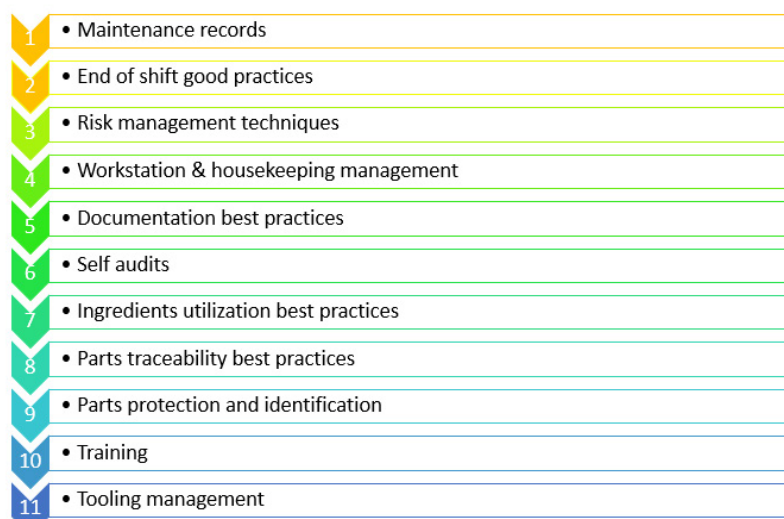 1 • Maintenance records
2 • End of shift good practices
3 • Risk management techniques
4 • Workstation & housekeeping management
5 • Documentation best practices
6 • Self audits
7 • Ingredients utilization best practices
8 • Parts traceability best practices
9 • Parts protection and identification
10 • Training
11 • Tooling management